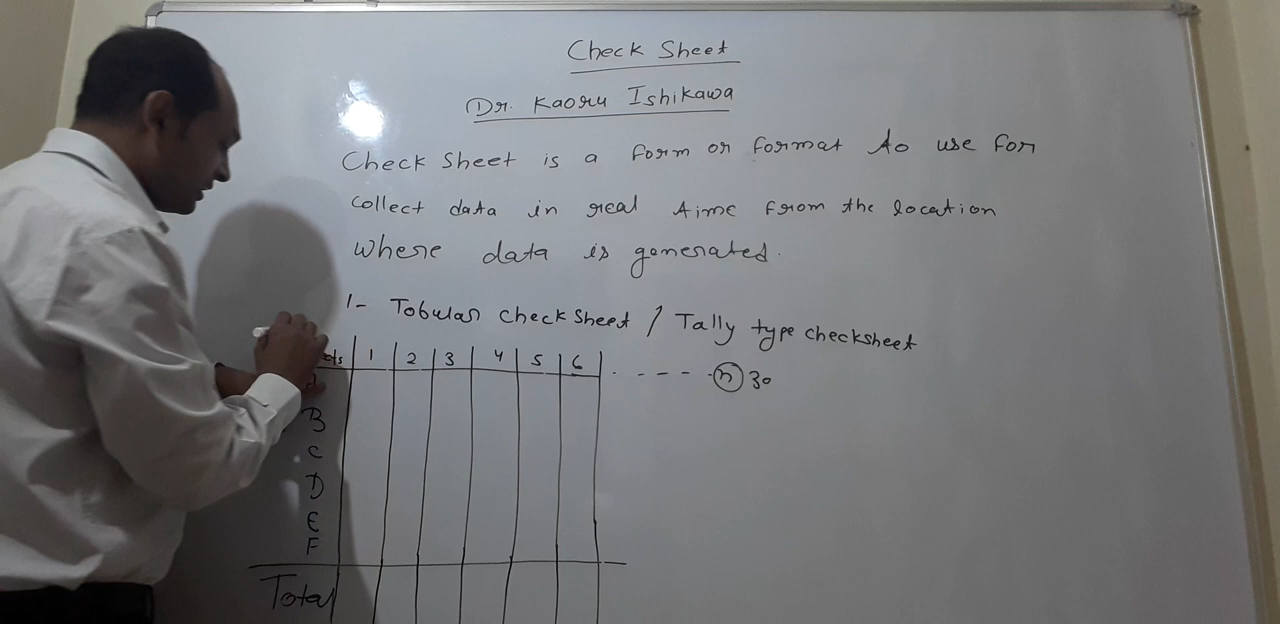 Check Sheet
Dr. Kaoru Ishikawa
Check Sheet is a form or format to use for
collect data in real time from the location
where data is generated.
1- Tobular check sheet / Tally type checksheet
1 2 3 4 5 6 . - - - - . n 30
B
C
D
E
F
Total